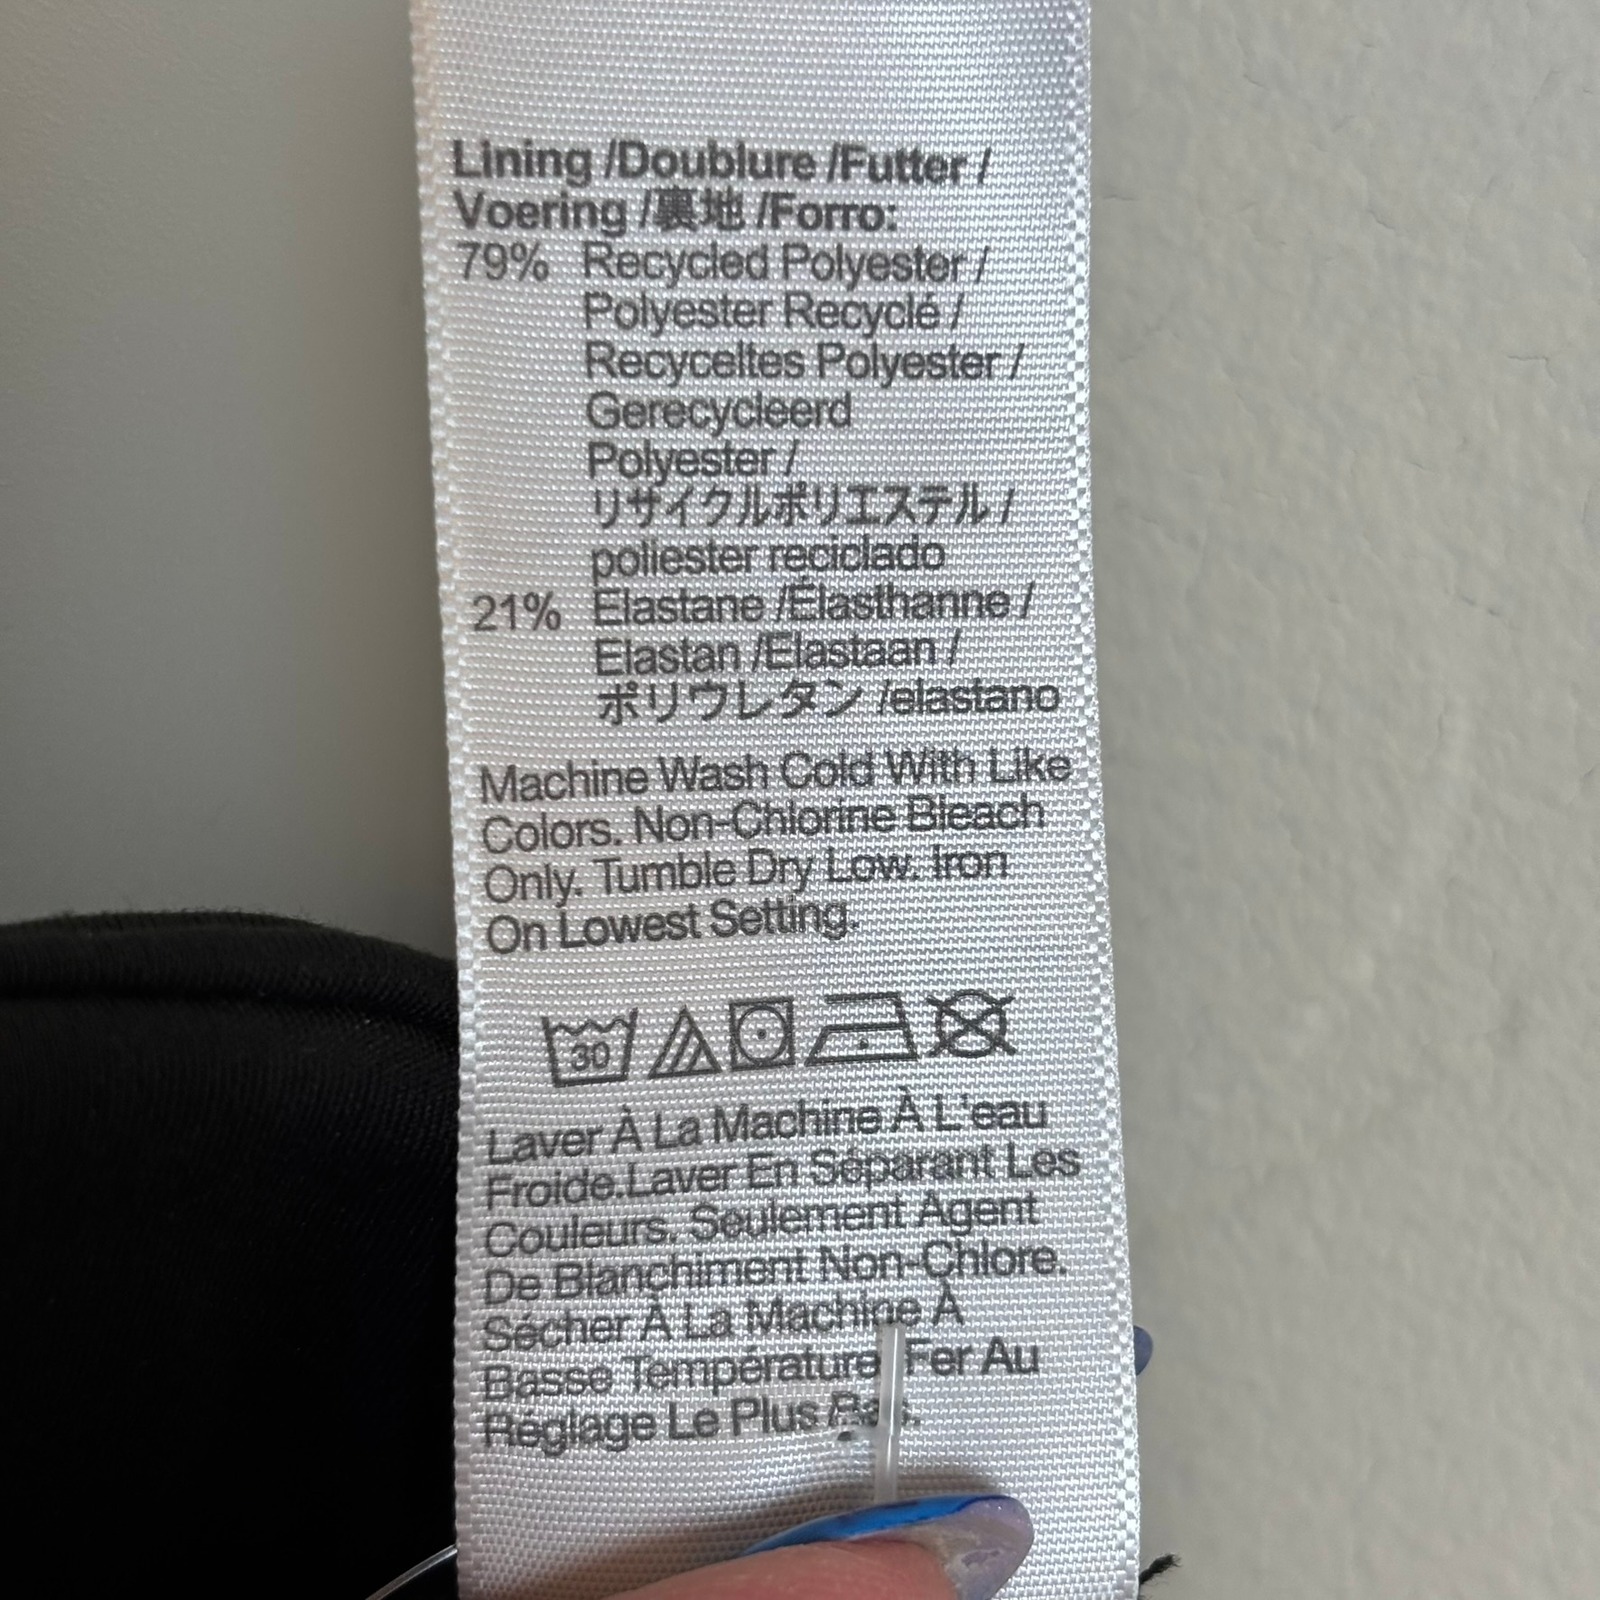 Lining /Doublure /Futter /
Voering /裏地 /Forro:
79% Recycled Polyester /
Polyester Recyclé /
Recyceltes Polyester /
Gerecycleerd
Polyester /
リサイクルポリエステル /
poliester reciclado
21% Elastane /Élasthanne /
Elastan /Elastaan /
ポリウレタン /elastano
Machine Wash Cold With Like
Colors. Non-Chlorine Bleach
Only. Tumble Dry Low. Iron
On Lowest Setting.
30
Laver À La Machine À L'eau
Froide.Laver En Séparant Les
Couleurs. Seulement Agent
De Blanchiment Non-Chlore.
Sécher À La Machine À
Basse Température Fer Au
Réglage Le Plus Bas.